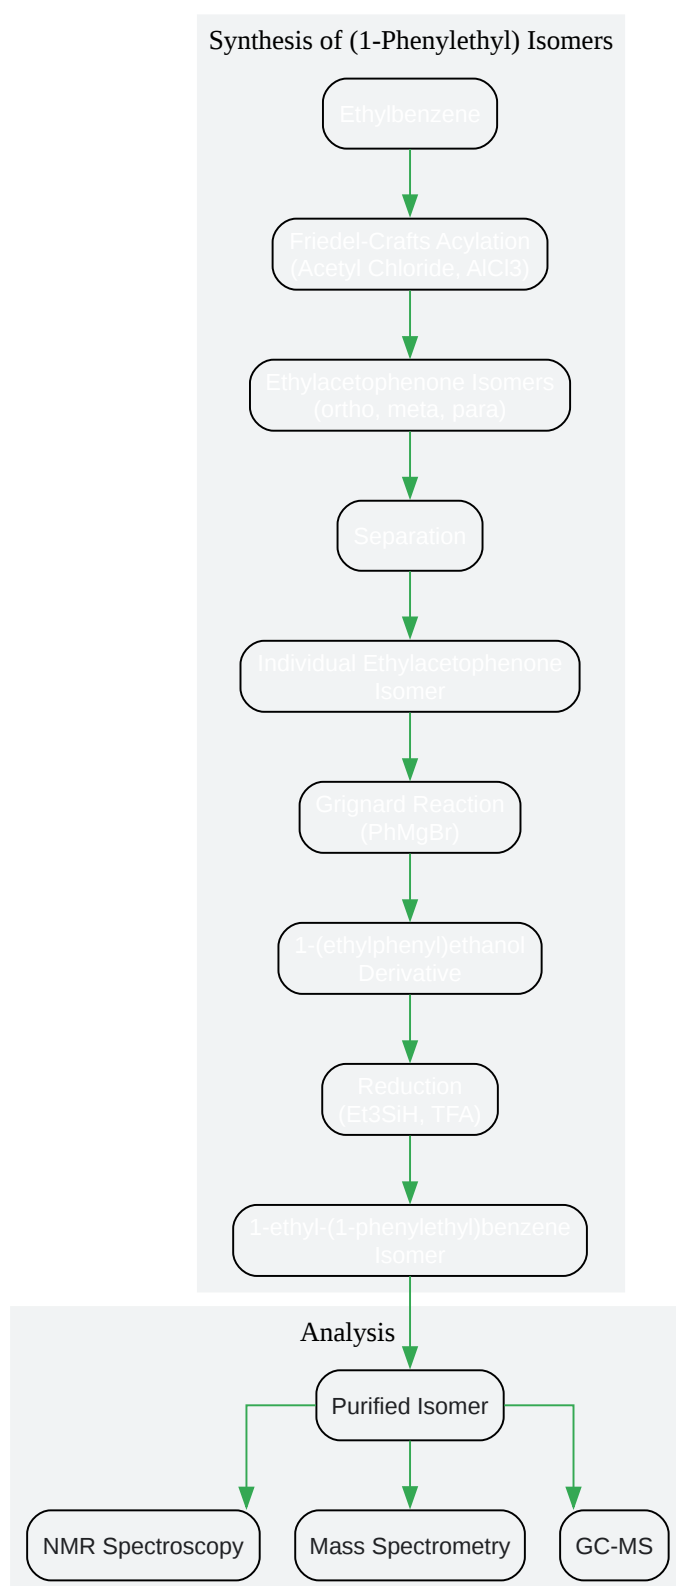 Synthesis of (1-Phenylethyl) Isomers
Ethylbenzene
Friedel-Crafts Acylation
(Acetyl Chloride, AlCl3)
Ethylacetophenone Isomers
(ortho, meta, para)
Separation
Individual Ethylacetophenone
Isomer
Grignard Reaction
(PhMgBr)
1-(ethylphenyl)ethanol
Derivative
Reduction
(Et3SiH, TFA)
1-ethyl-(1-phenylethyl)benzene
Isomer
Analysis
Purified Isomer
NMR Spectroscopy
Mass Spectrometry
GC-MS